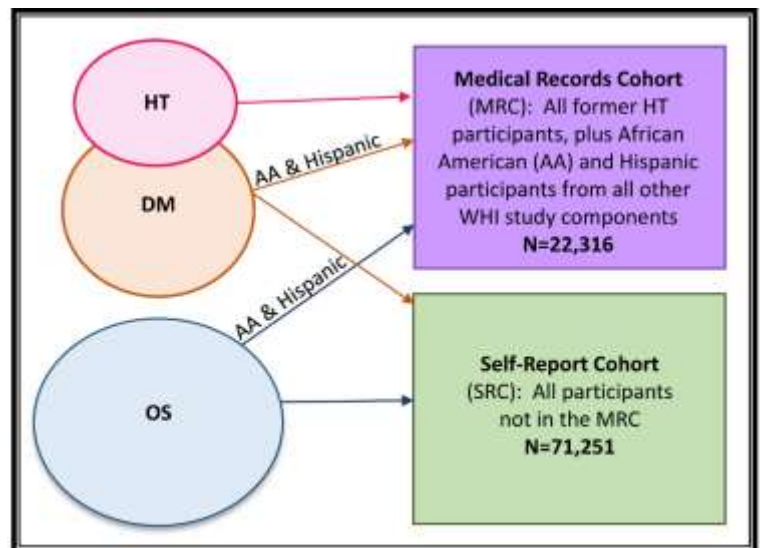 HT
DM
OS
AA & Hispanic
AA & Hispanic
Medical Records Cohort
(MRC):  All former HT
participants, plus African
American (AA) and Hispanic
participants from all other
WHI study components
N=22,316
Self-Report Cohort
(SRC):  All participants
not in the MRC
N=71,251